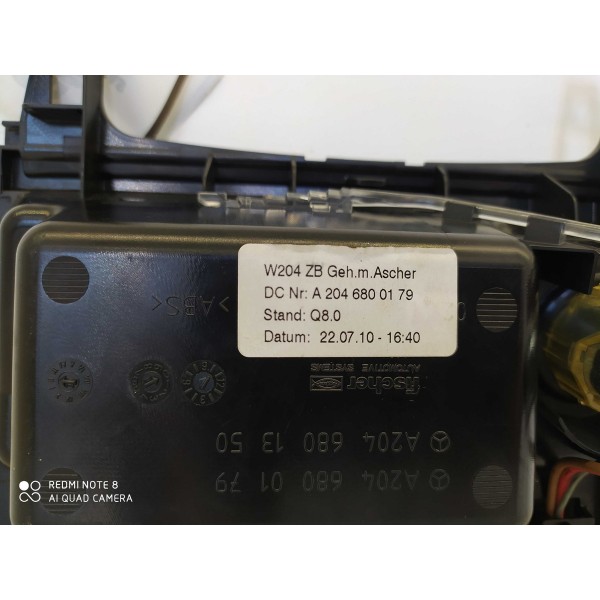 W204 ZB Geh.m.Ascher
DC Nr: A 204 680 01 79
Stand: Q8.0
Datum: 22.07.10 - 16:40
>ABS<
fischer
AUTOMOTIVE
SYSTEMS
A204 680 13 50
A204 680 01 79
REDMI NOTE 8
AI QUAD CAMERA